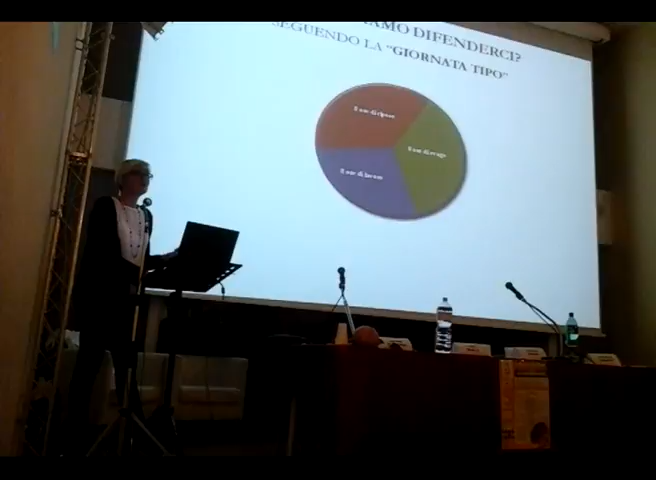 AMO DIFENDERCI?
SEGUENDO LA "GIORNATA TIPO"
8 ore di riposo
8 ore di svago
8 ore di lavoro